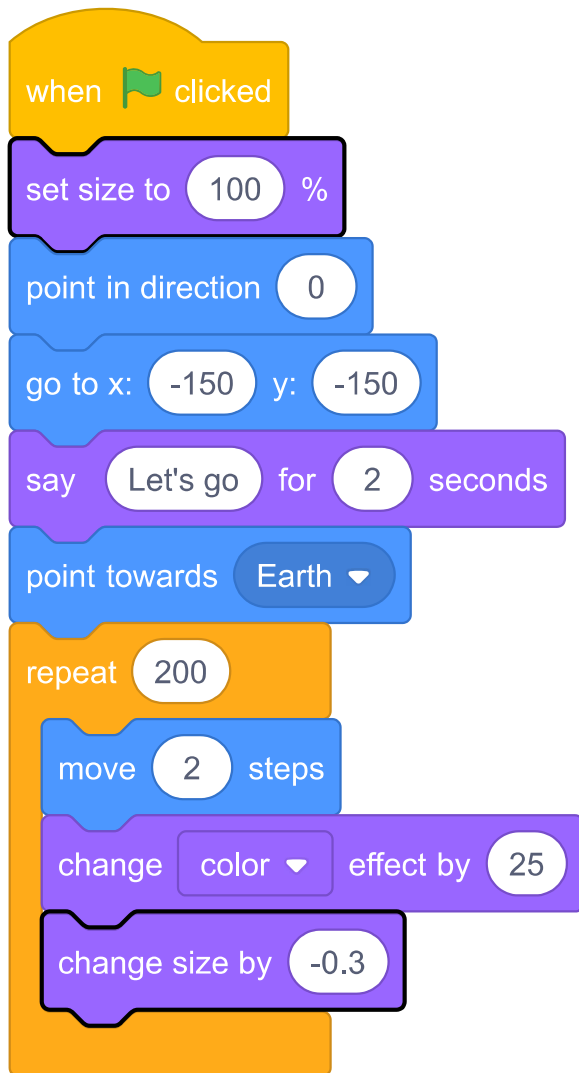 when clicked
set size to 100 %
point in direction 0
go to x: -150 y: -150
say Let's go for 2 seconds
point towards Earth
repeat 200
move 2 steps
change color effect by 25
change size by -0.3